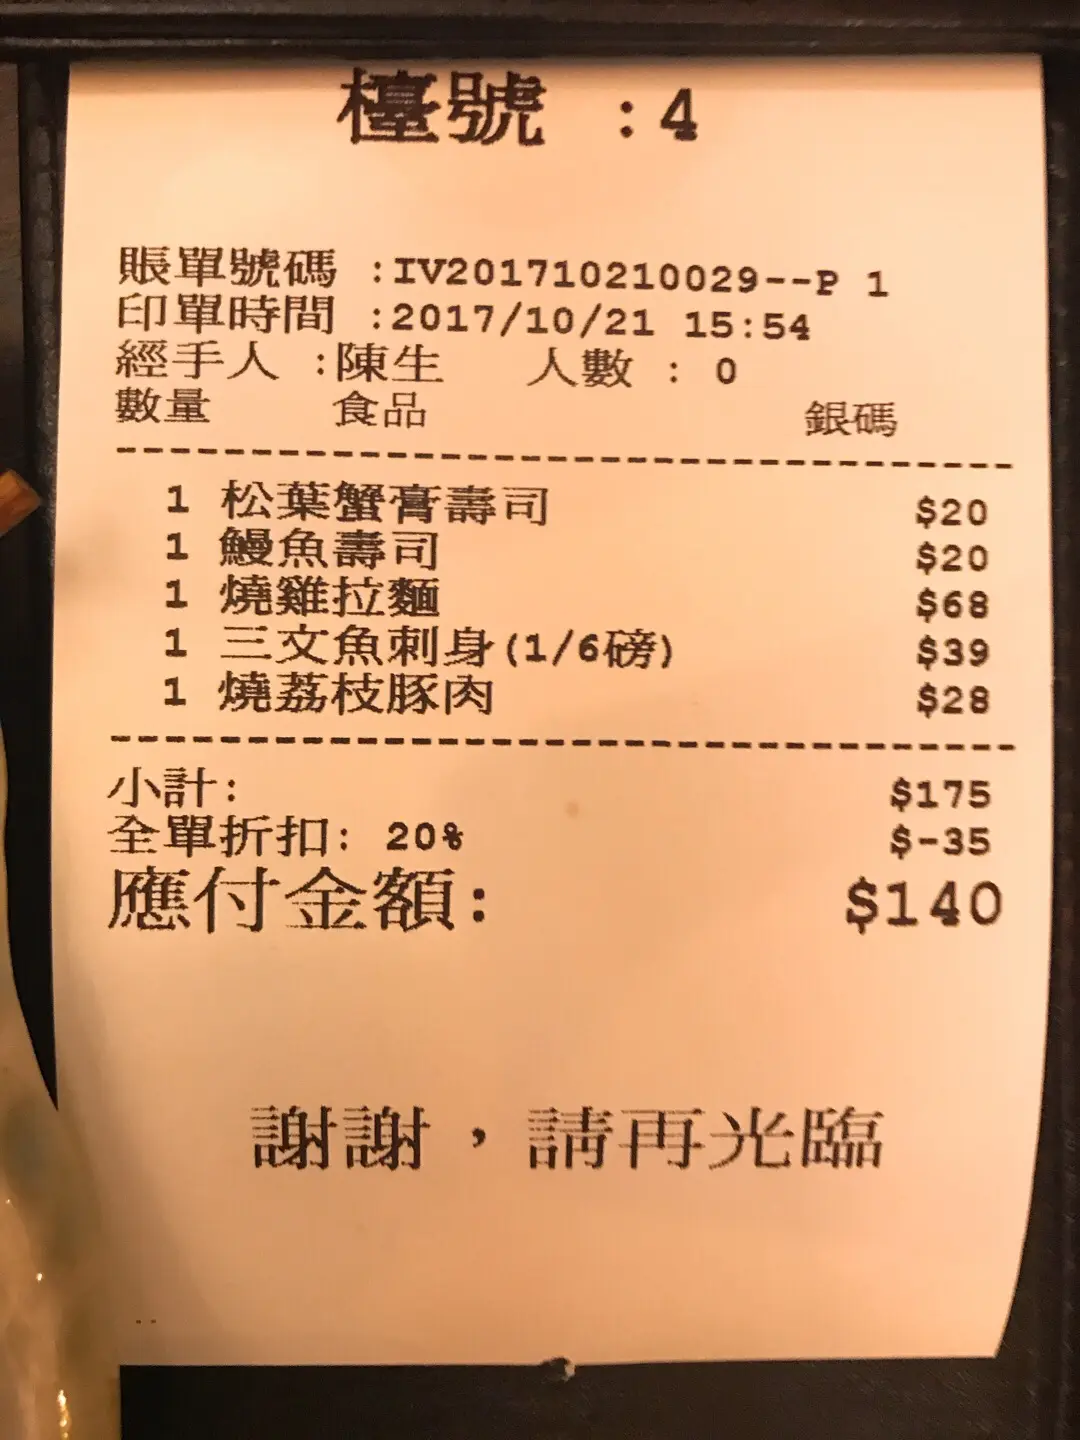 檯號 :4
賬單號碼 :IV201710210029--P 1
印單時間 :2017/10/21 15:54
經手人 :陳生 人數 : 0
數量 食品 銀碼
1 松葉蟹膏壽司 $20
1 鰻魚壽司 $20
1 燒雞拉麵 $68
1 三文魚刺身(1/6磅) $39
1 燒荔枝豚肉 $28
小計: $175
全單折扣: 20% $-35
應付金額: $140
謝謝，請再光臨